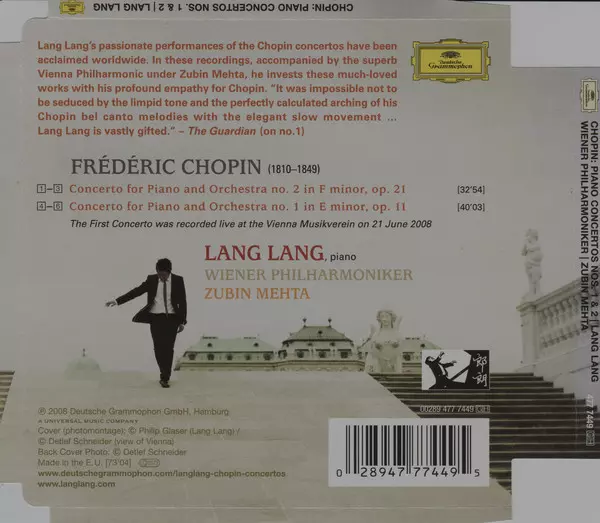 CHOPIN: PIANO CONCERTOS NOS. 1 & 2 | LANG LANG
Lang Lang's passionate performances of the Chopin concertos have been
acclaimed worldwide. In these recordings, accompanied by the superb
Vienna Philharmonic under Zubin Mehta, he invests these much-loved
works with his profound empathy for Chopin. "It was impossible not to
be seduced by the limpid tone and the perfectly calculated arching of his
Chopin bel canto melodies with the elegant slow movement ...
Lang Lang is vastly gifted." – The Guardian (on no.1)
Deutsche
Grammophon
FRÉDÉRIC CHOPIN (1810–1849)
1–3 Concerto for Piano and Orchestra no. 2 in F minor, op. 21 [32'54]
4–6 Concerto for Piano and Orchestra no. 1 in E minor, op. 11 [40'03]
The First Concerto was recorded live at the Vienna Musikverein on 21 June 2008
LANG LANG, piano
WIENER PHILHARMONIKER
ZUBIN MEHTA
郎朗
00289 477 7449
℗ 2008 Deutsche Grammophon GmbH, Hamburg
A UNIVERSAL MUSIC COMPANY
Cover (photomontage): © Philip Glaser (Lang Lang) /
© Detlef Schneider (view of Vienna)
Back Cover Photo: © Detlef Schneider
Made in the E.U. [73'04]
www.deutschegrammophon.com/langlang-chopin-concertos
www.langlang.com
0 28947 77449 5
CHOPIN: PIANO CONCERTOS NOS. 1 & 2 | LANG LANG
WIENER PHILHARMONIKER | ZUBIN MEHTA
477 7449